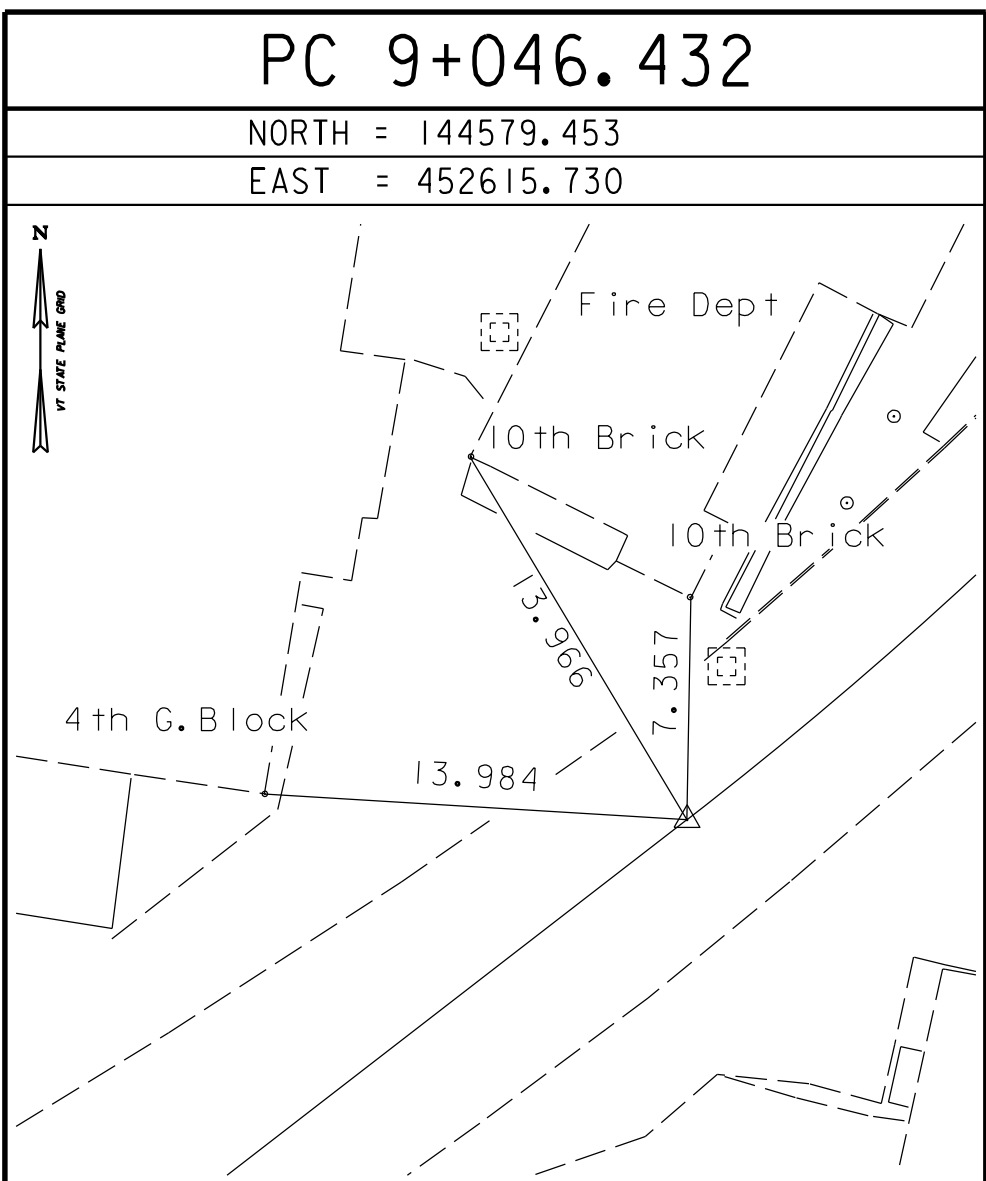 PC 9+046.432
NORTH = 144579.453
EAST = 452615.730
N
VT STATE PLANE GRID
Fire Dept
10th Brick
10th Brick
13.966
7.357
4th G.Block
13.984